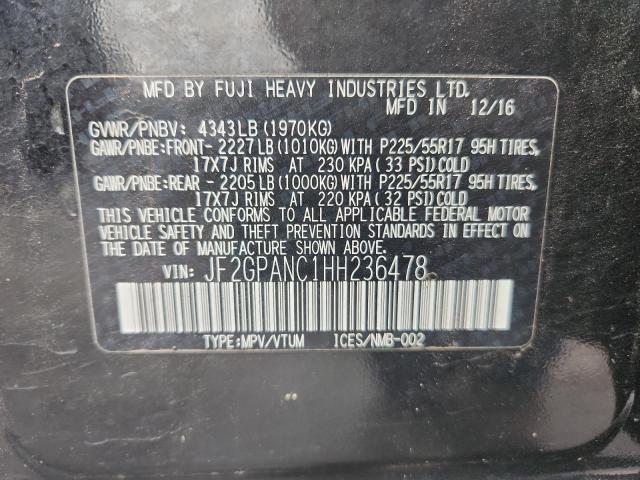 MFD BY FUJI HEAVY INDUSTRIES LTD.
MFD IN 12/16
GVWR/PNBV: 4343LB(1970KG)
GAWR/PNBE:FRONT-2227LB(1010KG)WITH P225/55R17 95H TIRES,
17X7J RIMS AT 230 KPA(33 PSI)COLD
GAWR/PNBE:REAR -2205LB(1000KG)WITH P225/55R17 95H TIRES,
17X7J RIMS AT 220 KPA(32 PSI)COLD
THIS VEHICLE CONFORMS TO ALL APPLICABLE FEDERAL MOTOR
VEHICLE SAFETY AND THEFT PREVENTION STANDARDS IN EFFECT
ON THE DATE OF MANUFACTURE SHOWN ABOVE.
VIN: JF2GPANC1HH236478
TYPE:MPV/VTUM ICES/NMB-002